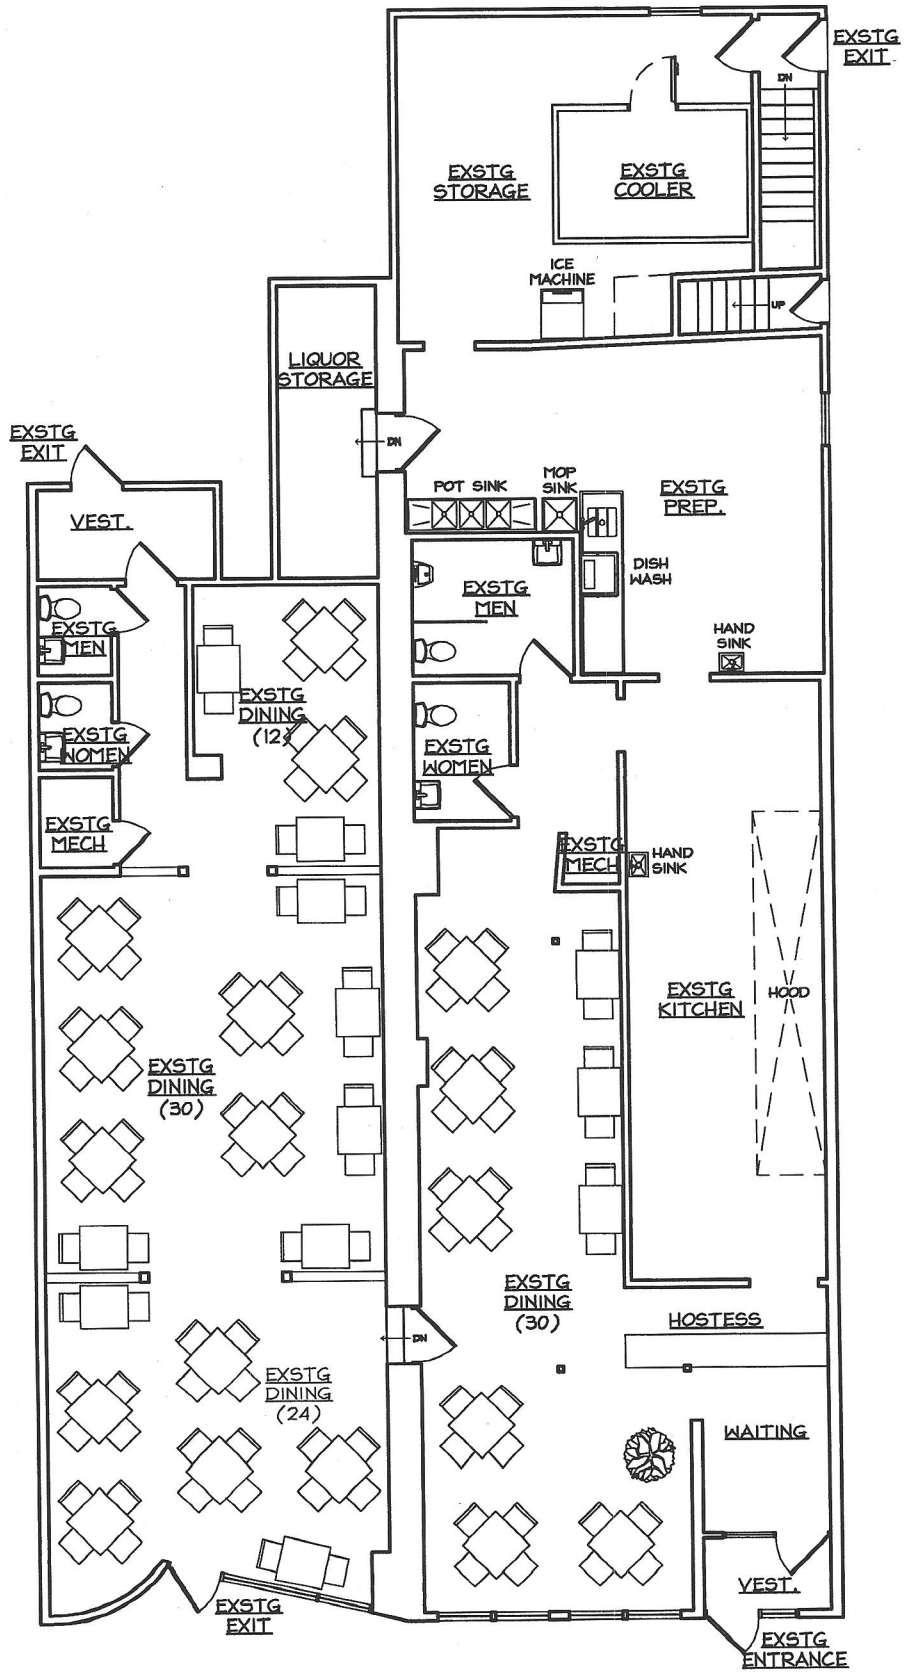 EXSTG
EXIT
DN
EXSTG
STORAGE
EXSTG
COOLER
ICE
MACHINE
UP
LIQUOR
STORAGE
EXSTG
EXIT
DN
VEST.
POT SINK
MOP
SINK
EXSTG
PREP.
DISH
WASH
EXSTG
MEN
EXSTG
MEN
HAND
SINK
EXSTG
DINING
(12)
EXSTG
WOMEN
EXSTG
WOMEN
EXSTG
MECH
EXSTG
MECH
HAND
SINK
EXSTG
KITCHEN
HOOD
EXSTG
DINING
(30)
EXSTG
DINING
(30)
HOSTESS
DN
EXSTG
DINING
(24)
WAITING
VEST.
EXSTG
EXIT
EXSTG
ENTRANCE